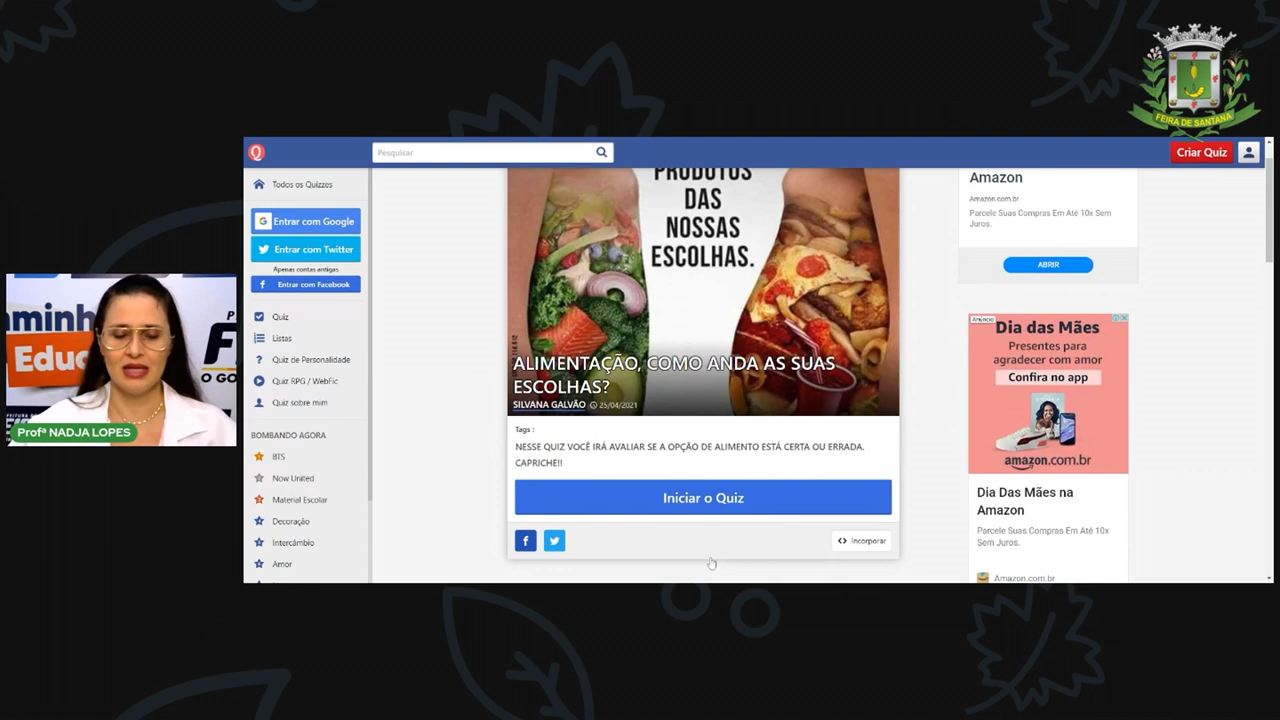 FEIRA DE SANTANA
Pesquisar
Criar Quiz
Todos os Quizzes
Entrar com Google
Entrar com Twitter
Apenas contas antigas
Entrar com Facebook
Quiz
Listas
Quiz de Personalidade
Quiz RPG / WebFic
Quiz sobre mim
BOMBANDO AGORA
BTS
Now United
Material Escolar
Decoração
Intercâmbio
Amor
PRODUTOS
DAS
NOSSAS
ESCOLHAS.
ALIMENTAÇÃO, COMO ANDA AS SUAS
ESCOLHAS?
SILVANA GALVÃO 25/04/2021
Tags :
NESSE QUIZ VOCÊ IRÁ AVALIAR SE A OPÇÃO DE ALIMENTO ESTÁ CERTA OU ERRADA.
CAPRICHE!!
Iniciar o Quiz
Incorporar
Amazon
Amazon.com.br
Parcele Suas Compras Em Até 10x Sem
Juros.
ABRIR
Anúncio
Dia das Mães
Presentes para
agradecer com amor
Confira no app
amazon.com.br
Dia Das Mães na
Amazon
Parcele Suas Compras Em Até 10x
Sem Juros.
Amazon.com.br
aminh
Educ
O GO
Profª NADJA LOPES